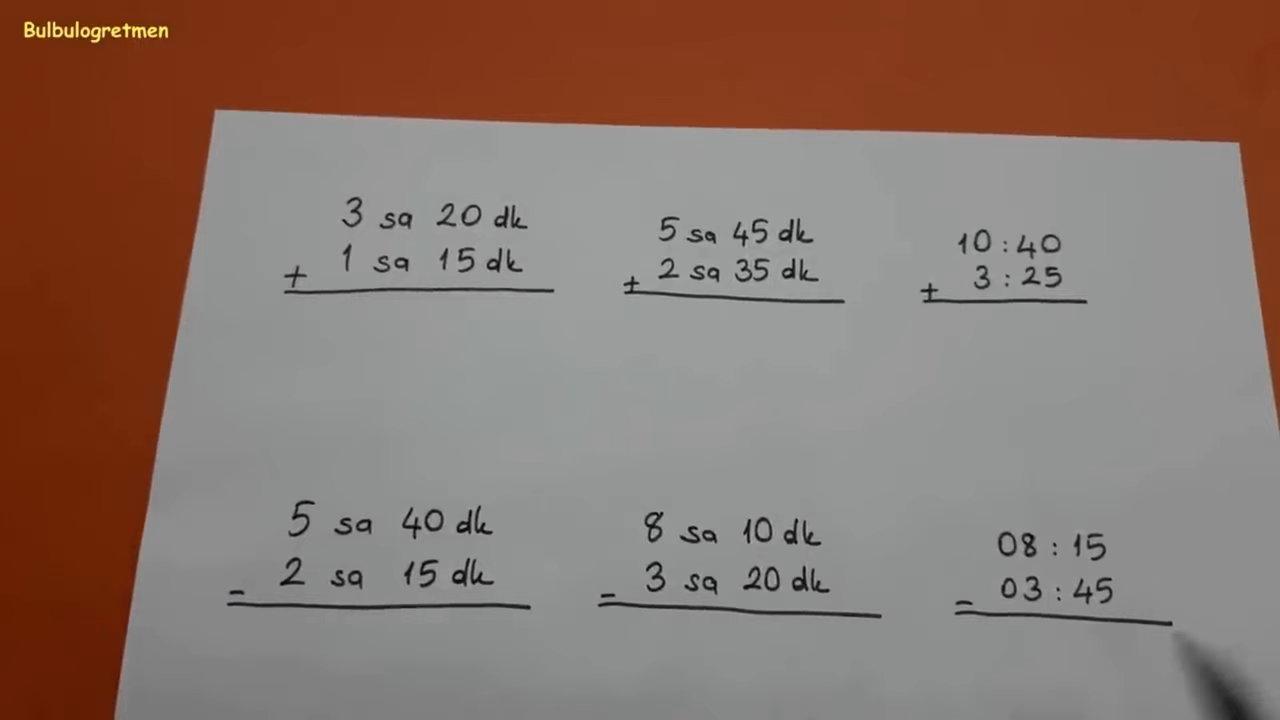 Bulbulogretmen
3 sa 20 dk
+ 1 sa 15 dk
5 sa 45 dk
+ 2 sa 35 dk
10:40
+ 3:25
5 sa 40 dk
- 2 sa 15 dk
8 sa 10 dk
- 3 sa 20 dk
08:15
- 03:45